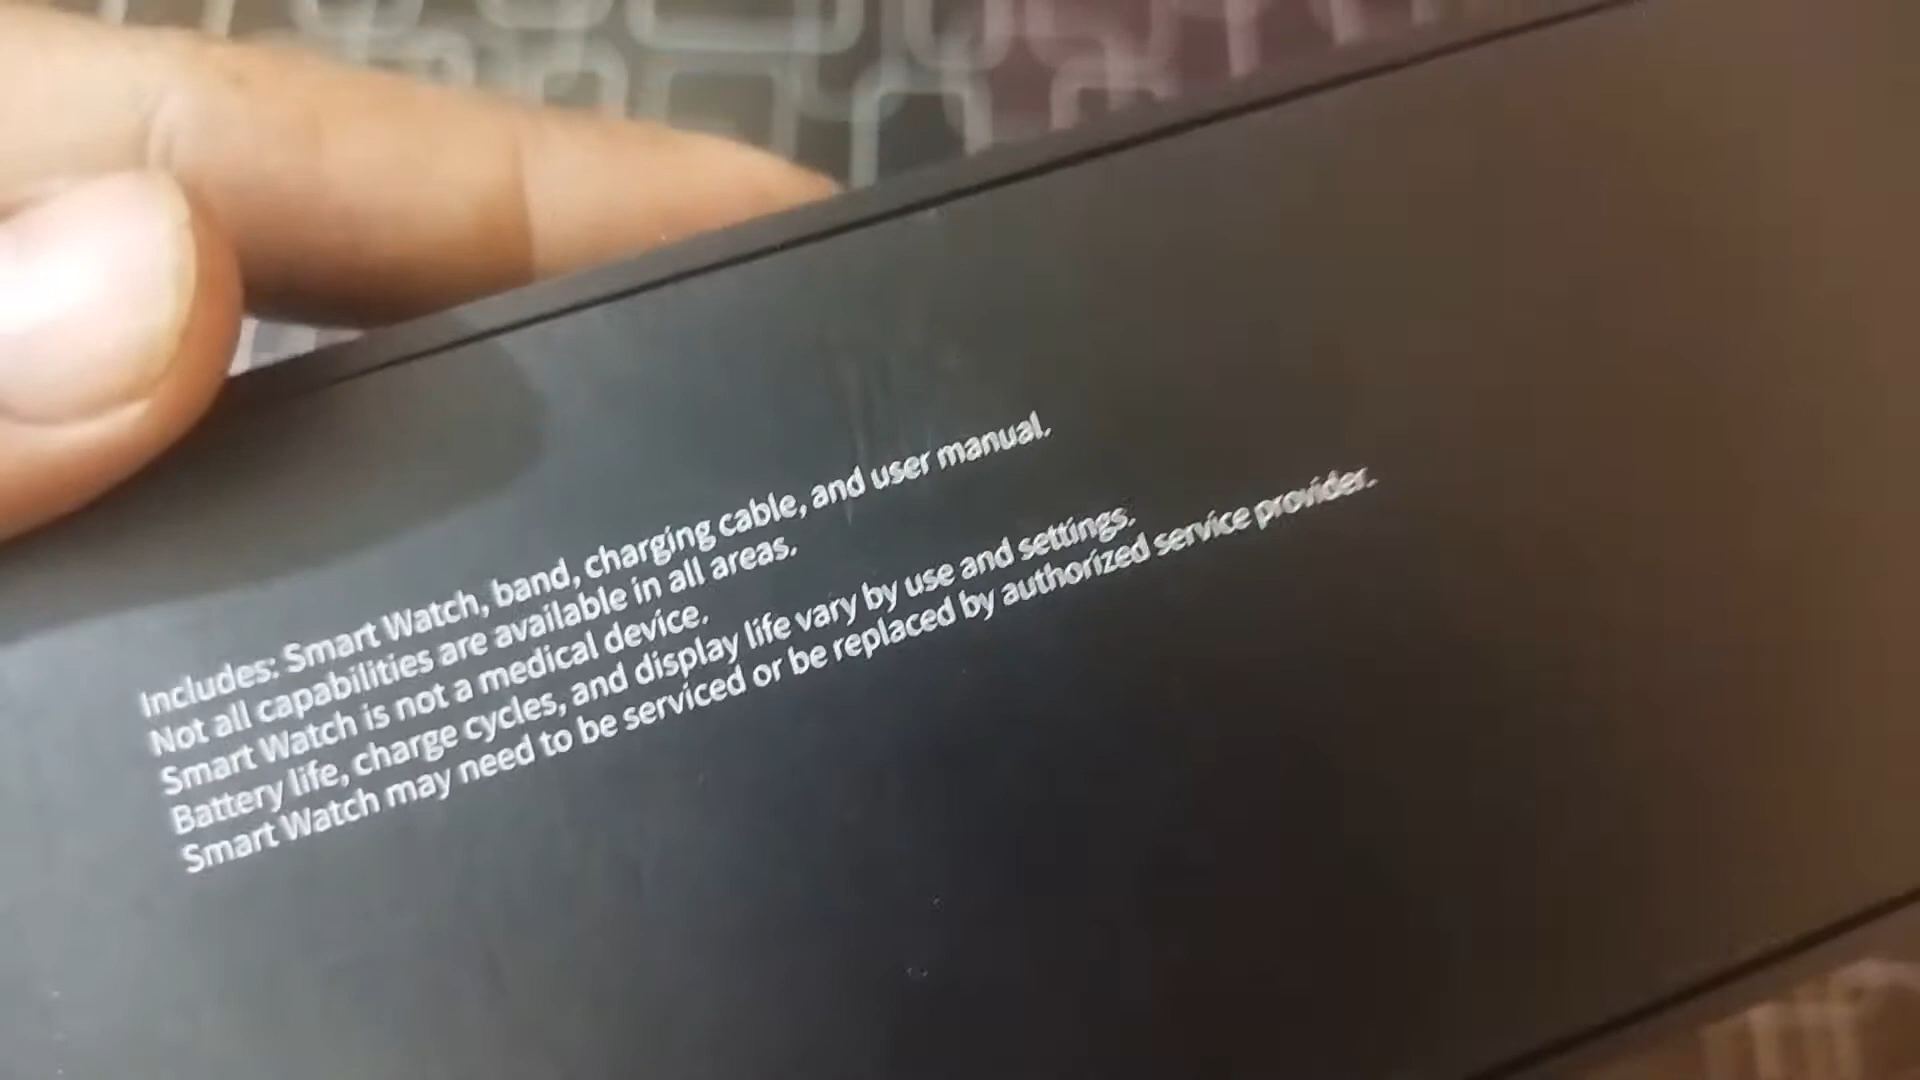 Includes: Smart Watch, band, charging cable, and user manual.
Not all capabilities are available in all areas.
Smart Watch is not a medical device.
Battery life, charge cycles, and display life vary by use and settings.
Smart Watch may need to be serviced or be replaced by authorized service provider.